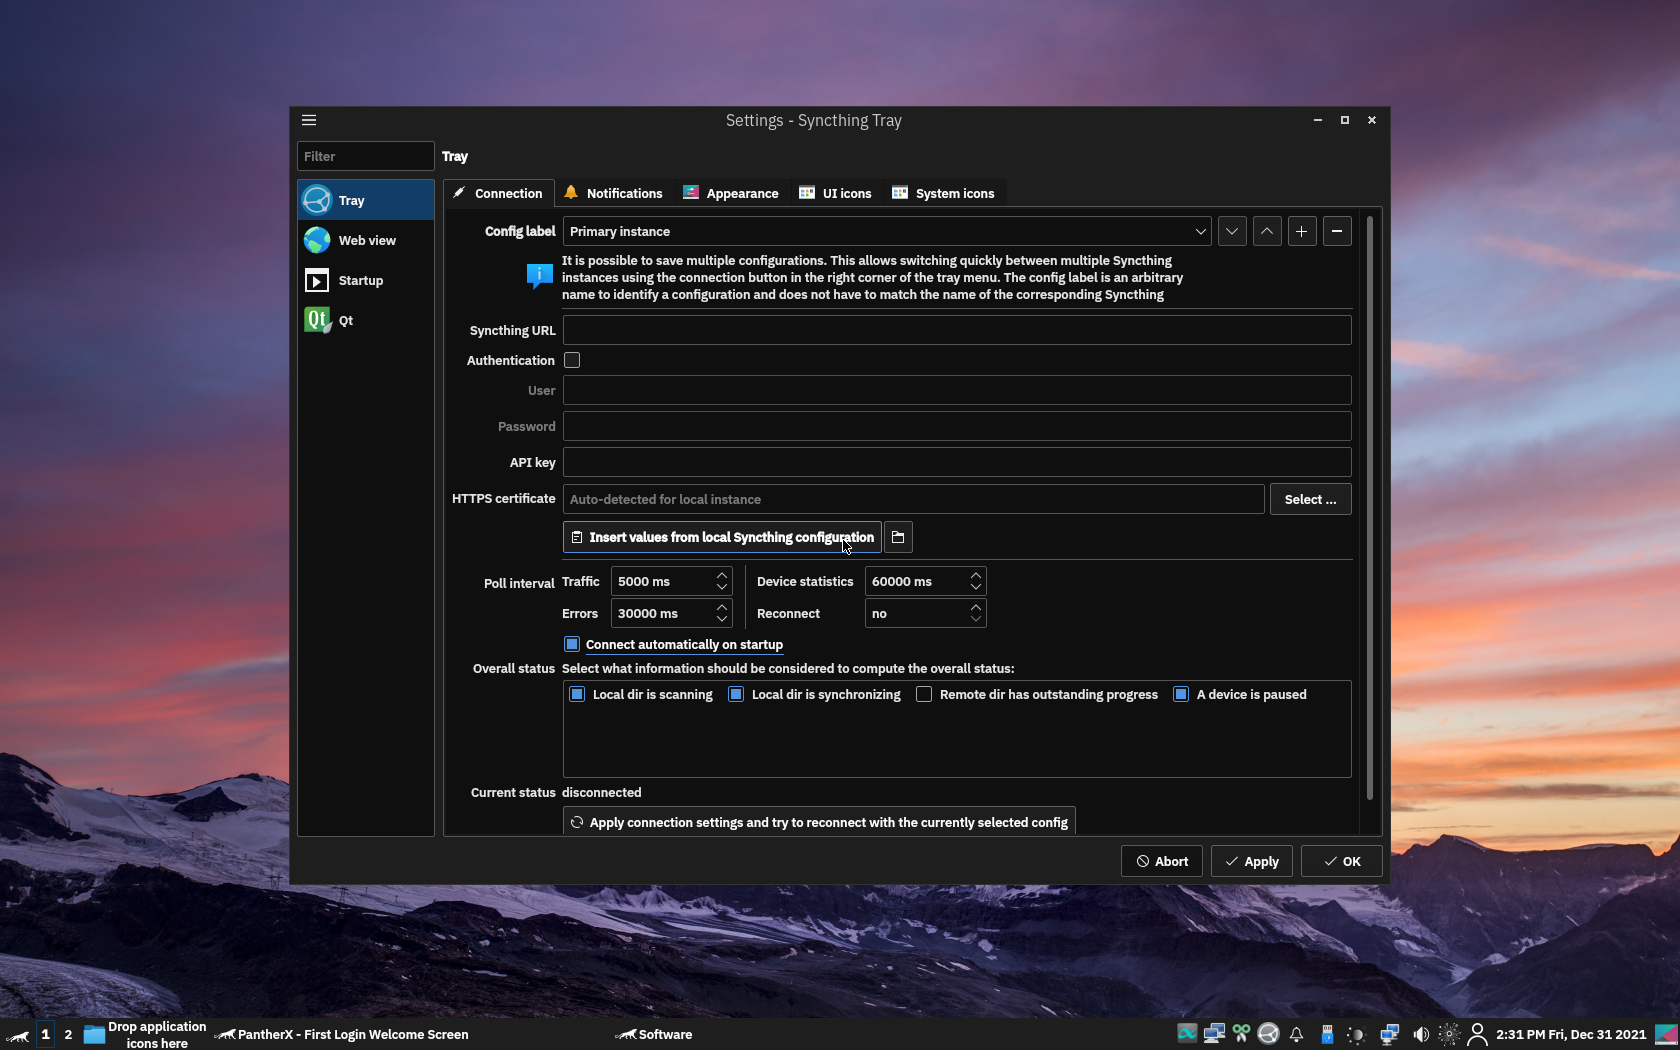 Settings - Syncthing Tray
Filter
Tray
Tray
Web view
Startup
Qt
Connection
Notifications
Appearance
UI icons
System icons
Config label
Primary instance
It is possible to save multiple configurations. This allows switching quickly between multiple Syncthing
instances using the connection button in the right corner of the tray menu. The config label is an arbitrary
name to identify a configuration and does not have to match the name of the corresponding Syncthing
Syncthing URL
Authentication
User
Password
API key
HTTPS certificate
Auto-detected for local instance
Select ...
Insert values from local Syncthing configuration
Poll interval
Traffic
5000 ms
Device statistics
60000 ms
Errors
30000 ms
Reconnect
no
Connect automatically on startup
Overall status
Select what information should be considered to compute the overall status:
Local dir is scanning
Local dir is synchronizing
Remote dir has outstanding progress
A device is paused
Current status
disconnected
Apply connection settings and try to reconnect with the currently selected config
Abort
Apply
OK
1
2
Drop application
icons here
PantherX - First Login Welcome Screen
Software
2:31 PM Fri, Dec 31 2021